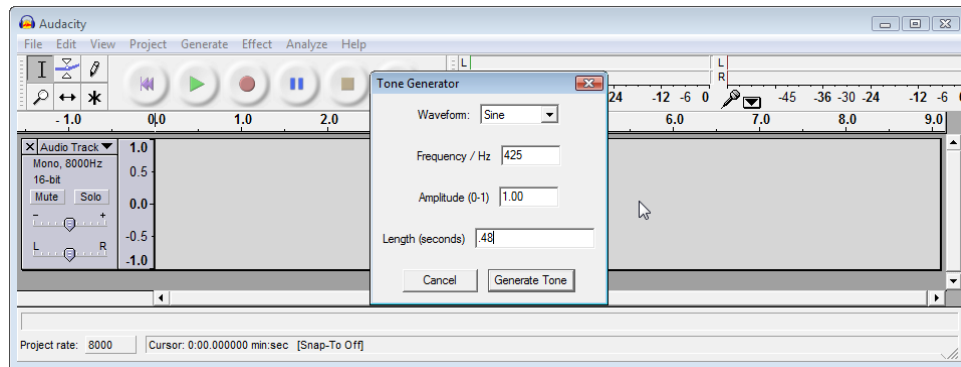 Audacity
File Edit View Project Generate Effect Analyze Help
L
L
R
24 -12 -6 0 -45 -36 -30 -24 -12 -6
- 1.0 0.0 1.0 2.0 6.0 7.0 8.0 9.0
Tone Generator
Waveform: Sine
Frequency / Hz 425
Amplitude (0-1) 1.00
Length (seconds) .48
Cancel Generate Tone
Audio Track 1.0
Mono, 8000Hz
0.5
16-bit
Mute Solo
0.0
- +
-0.5
L R
-1.0
Project rate: 8000 Cursor: 0:00.000000 min:sec [Snap-To Off]